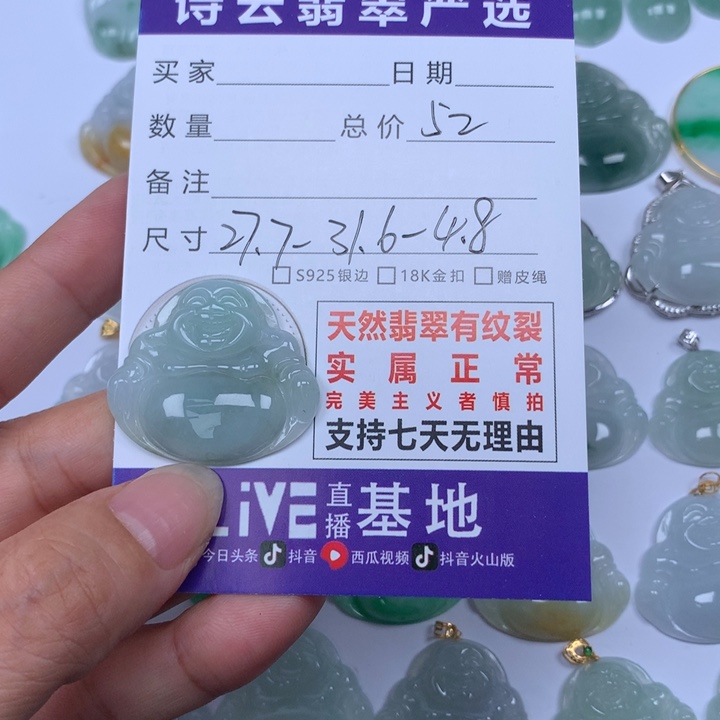 诗云翡翠严选
买家 日期
数量 总价 52
备注
尺寸 27.7-31.6-4.8
S925银边 18K金扣 赠皮绳
天然翡翠有纹裂
实属正常
完美主义者慎拍
支持七天无理由
LiVE 直播 基地
今日头条 抖音 西瓜视频 抖音火山版